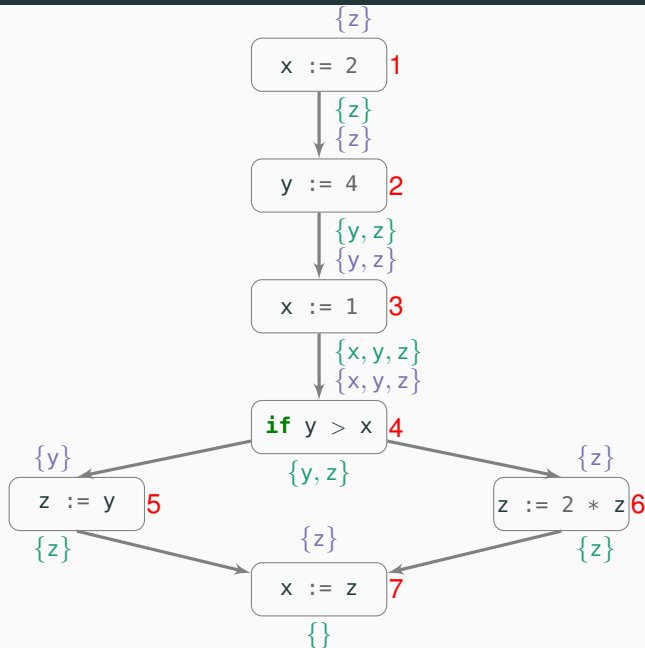 {z}
x := 2 1
{z}
{z}
y := 4 2
{y, z}
{y, z}
x := 1 3
{x, y, z}
{x, y, z}
if y > x 4
{y} {y, z} {z}
z := y 5 z := 2 * z 6
{z} {z} {z}
x := z 7
{}